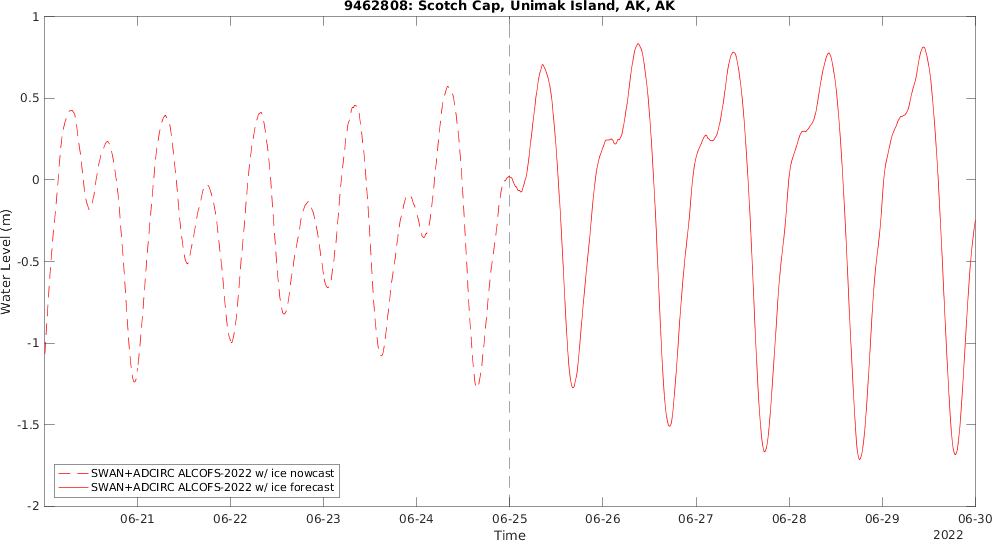 9462808: Scotch Cap, Unimak Island, AK, AK
1
0.5
0
-0.5
-1
-1.5
-2
Water Level (m)
SWAN+ADCIRC ALCOFS-2022 w/ ice nowcast
SWAN+ADCIRC ALCOFS-2022 w/ ice forecast
06-21 06-22 06-23 06-24 06-25 06-26 06-27 06-28 06-29 06-30
Time
2022